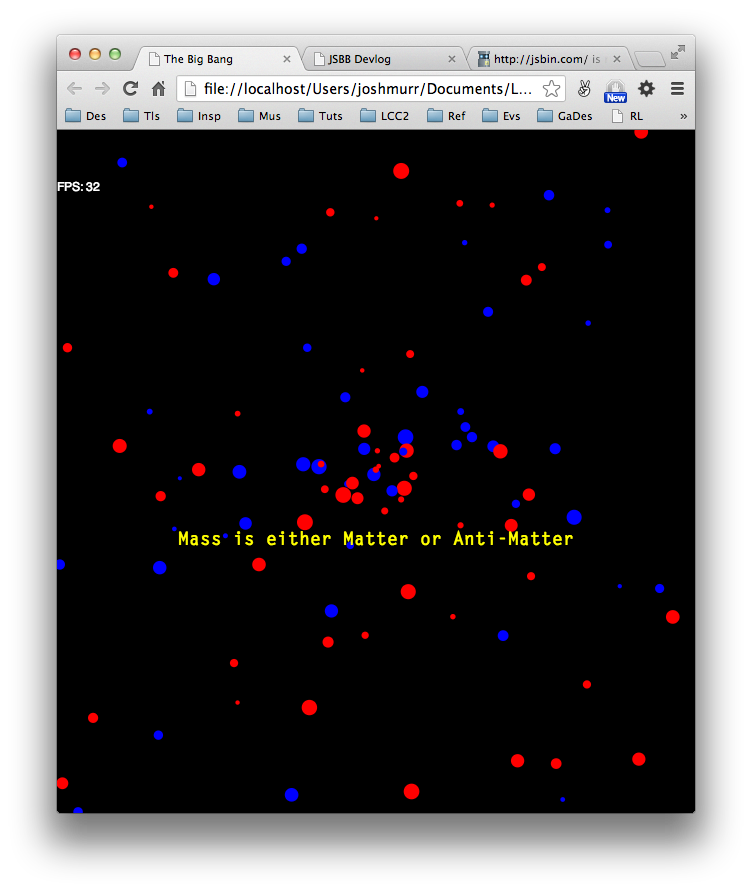 The Big Bang
JSBB Devlog
http://jsbin.com/ is
file://localhost/Users/joshmurr/Documents/L...
New
Des
Tls
Insp
Mus
Tuts
LCC2
Ref
Evs
GaDes
RL
»
FPS: 32
Mass is either Matter or Anti-Matter